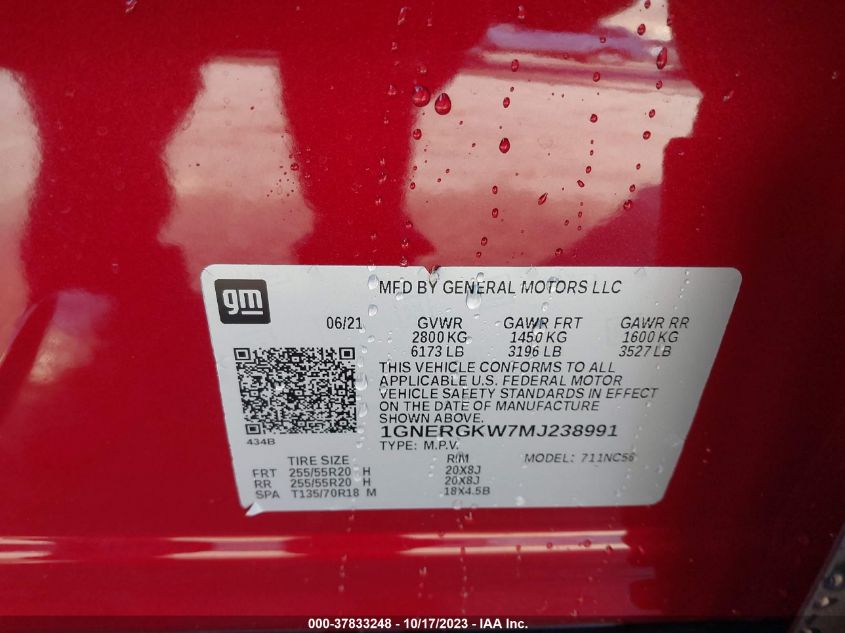 gm
MFD BY GENERAL MOTORS LLC
06/21 GVWR GAWR FRT GAWR RR
2800 KG 1450 KG 1600 KG
6173 LB 3196 LB 3527 LB
THIS VEHICLE CONFORMS TO ALL
APPLICABLE U.S. FEDERAL MOTOR
VEHICLE SAFETY STANDARDS IN EFFECT
ON THE DATE OF MANUFACTURE
SHOWN ABOVE.
434B
1GNERGKW7MJ238991
TYPE: M.P.V. MODEL: 711NC56
TIRE SIZE RIM
FRT 255/55R20 H 20X8J
RR 255/55R20 H 20X8J
SPA T135/70R18 M 18X4.5B
000-37833248 - 10/17/2023 - IAA Inc.